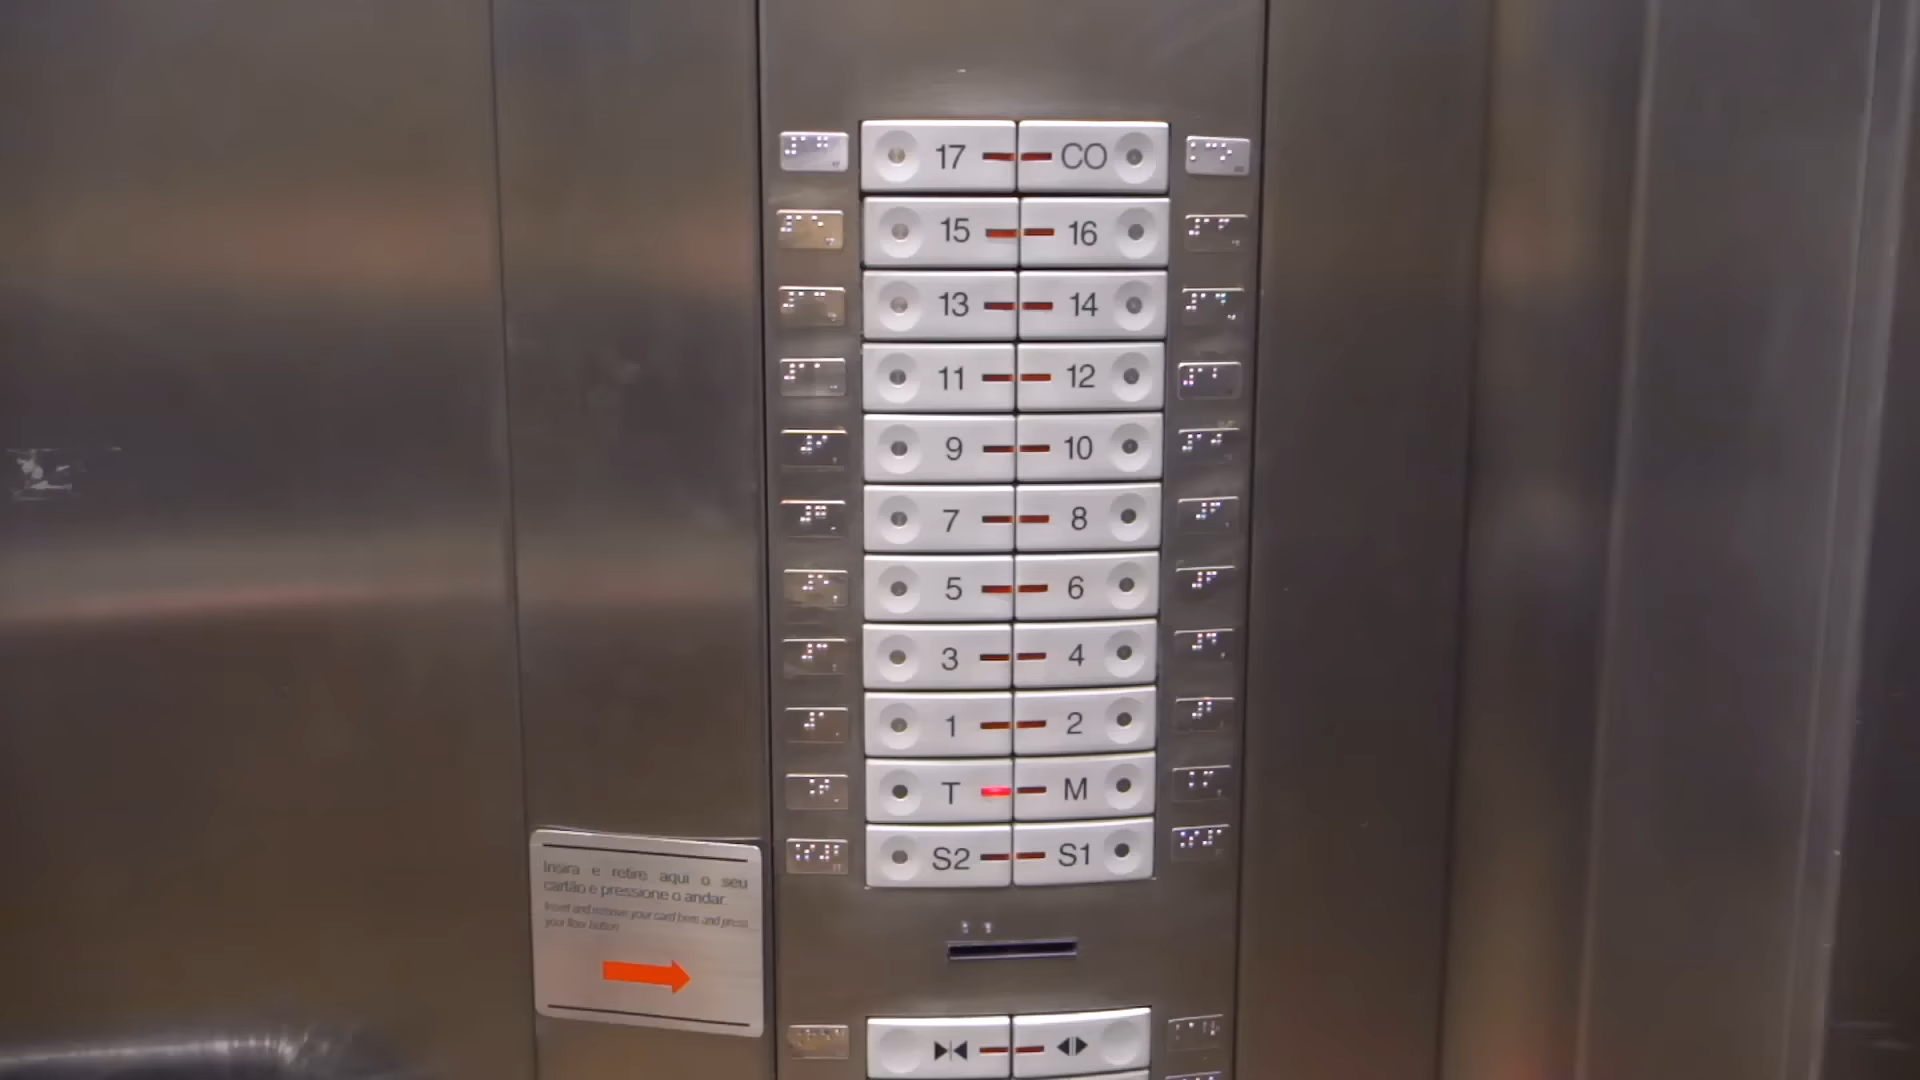 17 CO
15 16
13 14
11 12
9 10
7 8
5 6
3 4
1 2
T M
S2 S1
Insira e retire aqui o seu
cartão e pressione o andar.
Insert and remove your card here and press
your floor button